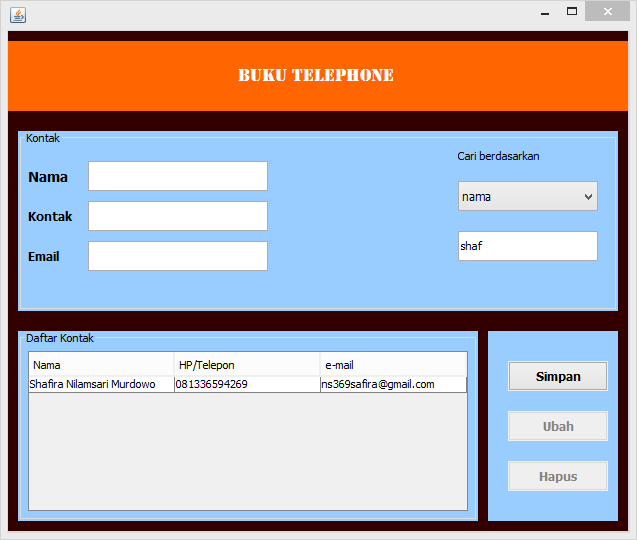 BUKU TELEPHONE
Kontak
Cari berdasarkan
Nama
nama
Kontak
shaf
Email
Daftar Kontak
Nama HP/Telepon e-mail
Shafira Nilamsari Murdowo 081336594269 ns369safira@gmail.com
Simpan
Ubah
Hapus